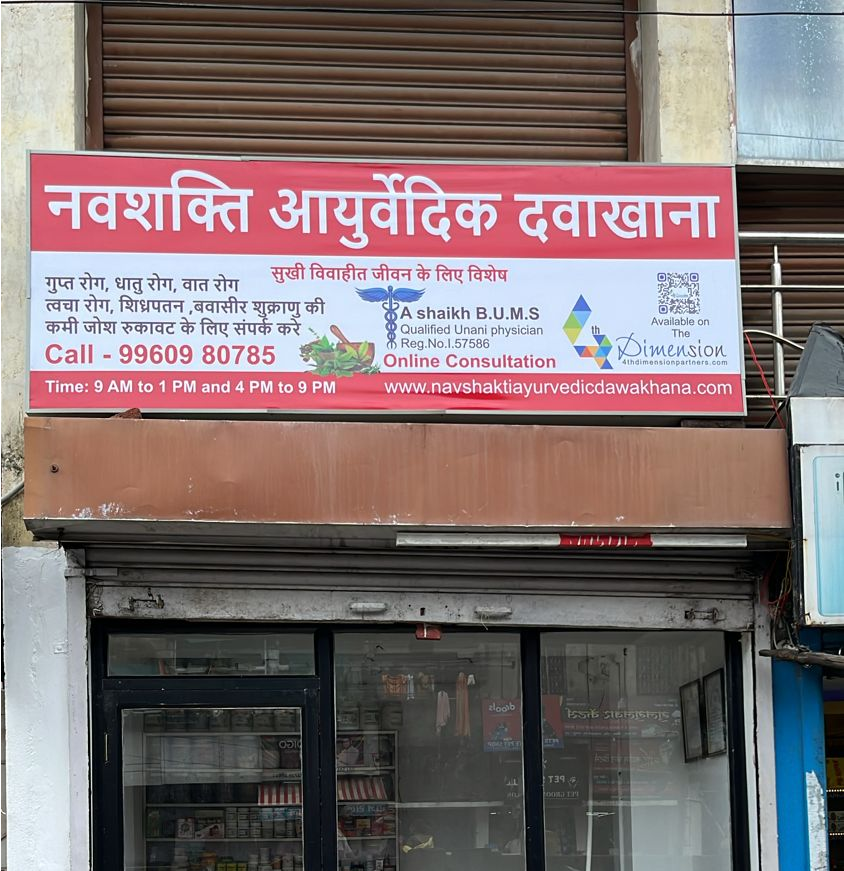 नवशक्ति आयुर्वेदिक दवाखाना
सुखी विवाहीत जीवन के लिए विशेष
गुप्त रोग, धातु रोग, वात रोग
त्वचा रोग, शिध्रपतन ,बवासीर शुक्राणु की
कमी जोश रुकावट के लिए संपर्क करे
Call - 99609 80785
A shaikh B.U.M.S
Qualified Unani physician
Reg.No.I.57586
Online Consultation
Available on
The
4th Dimension
4thdimensionpartners.com
Time: 9 AM to 1 PM and 4 PM to 9 PM
www.navshaktiayurvedicdawakhana.com